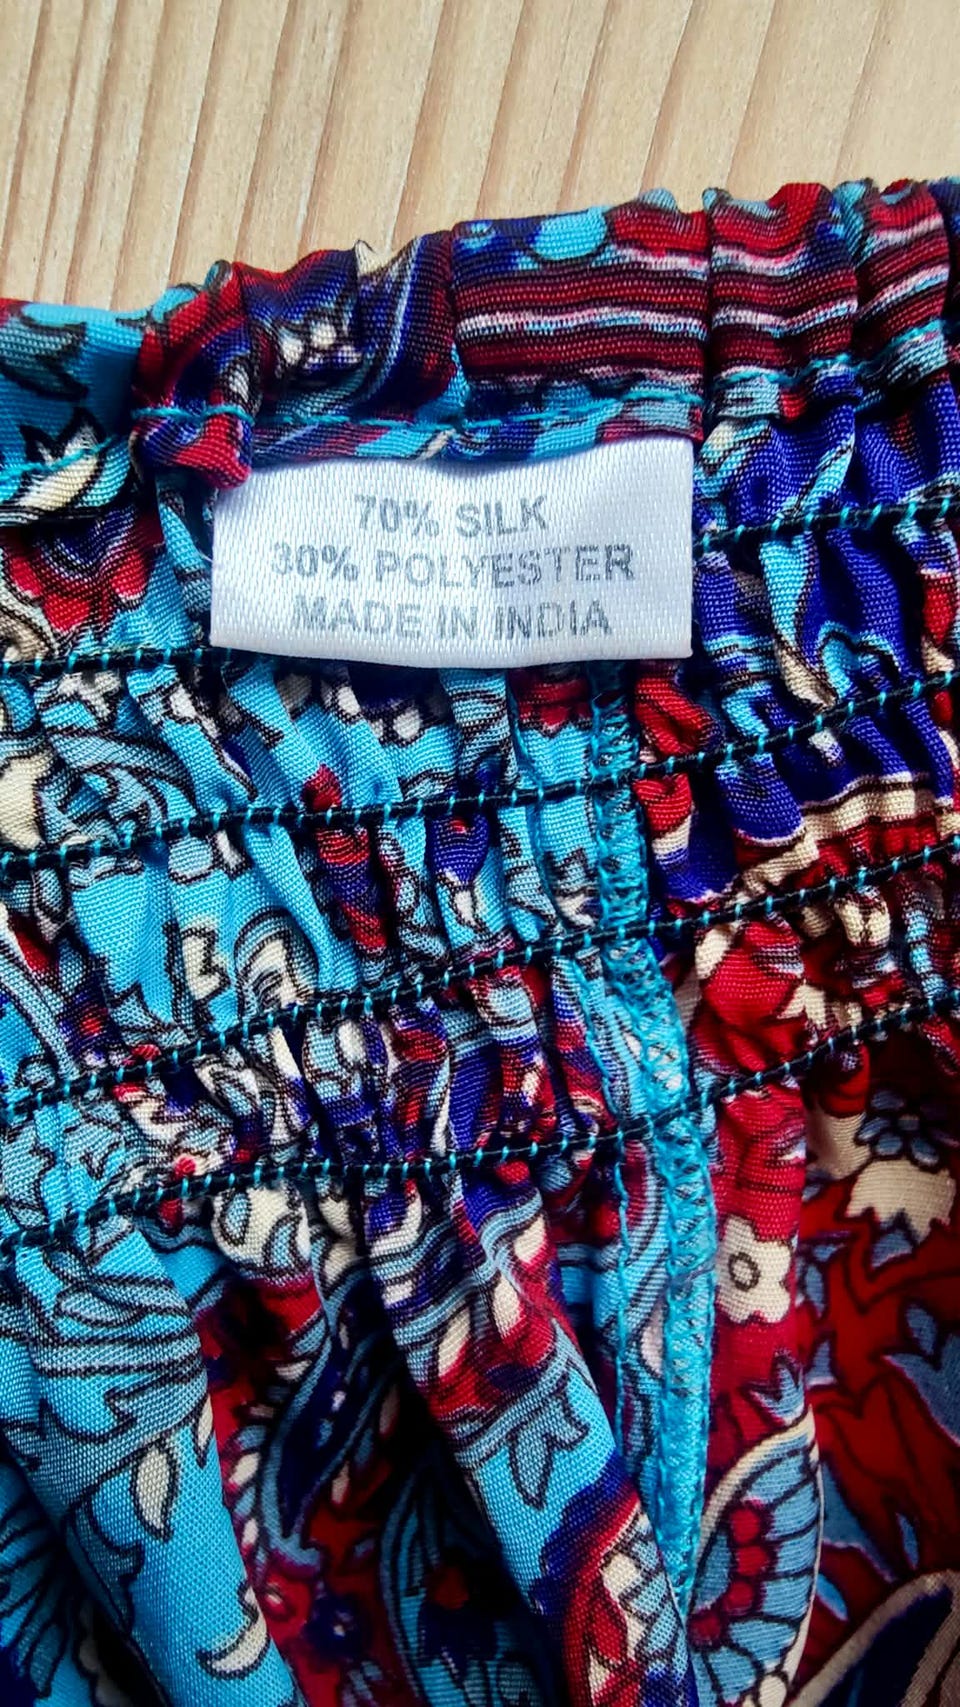 70% SILK
30% POLYESTER
MADE IN INDIA